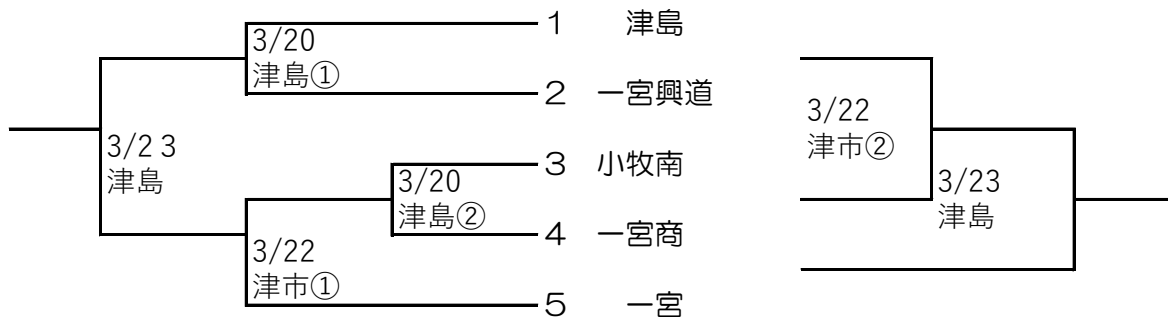 1 津島
3/20
津島①
2 一宮興道
3/22
津市②
3/2 3
津島
3 小牧南
3/20
津島②
3/23
津島
4 一宮商
3/22
津市①
5 一宮